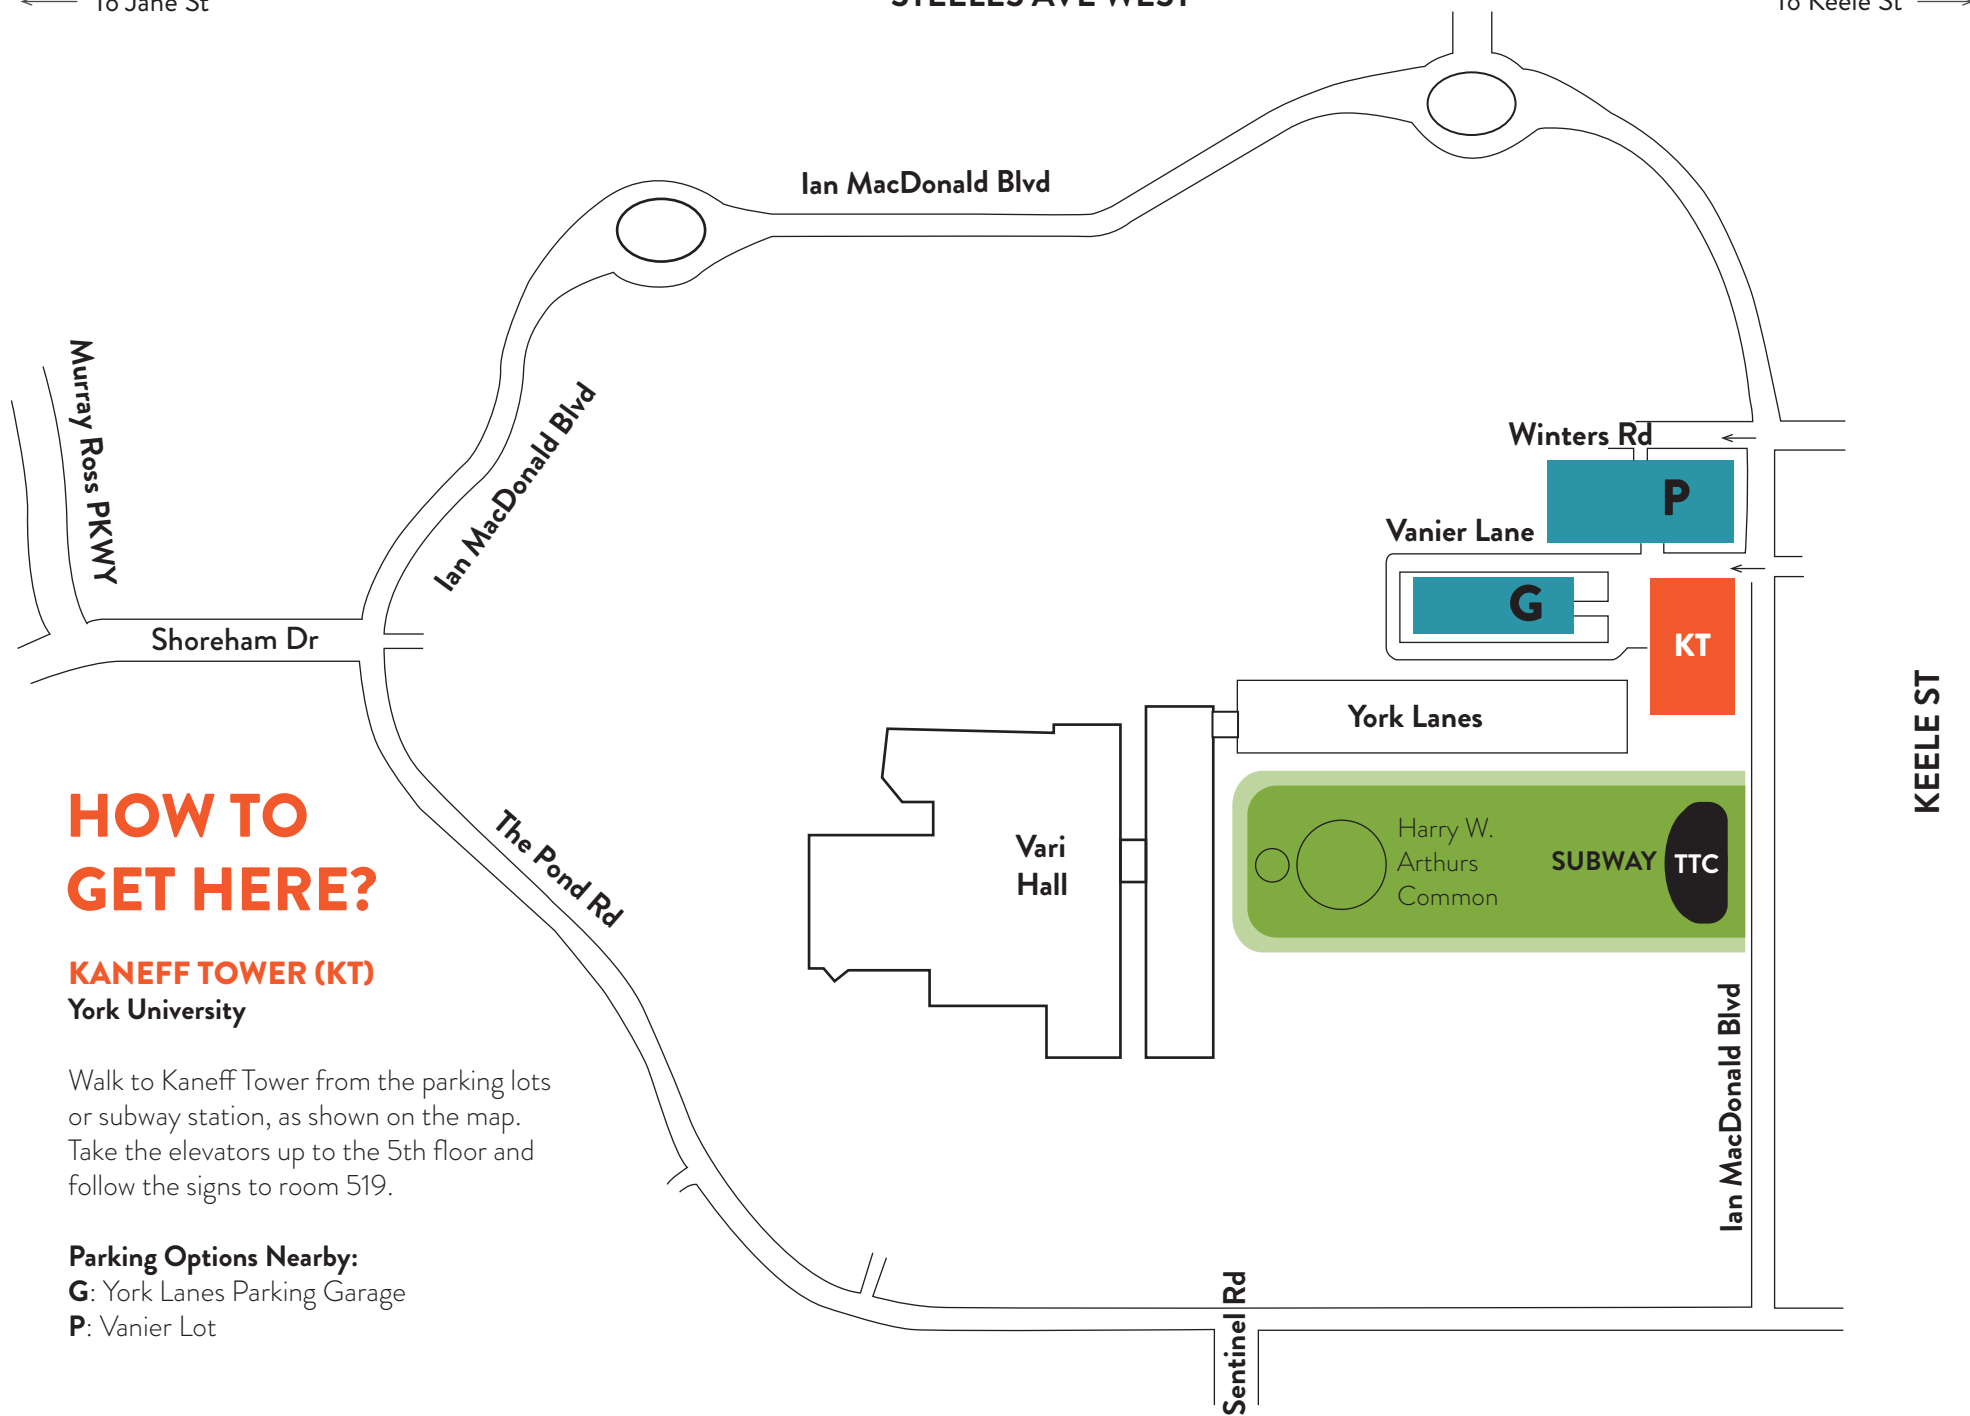 To Jane St
STEELES AVE WEST
To Keele St
Ian MacDonald Blvd
Murray Ross PKWY
Ian MacDonald Blvd
Winters Rd
P
Vanier Lane
G
KT
Shoreham Dr
York Lanes
KEELE ST
HOW TO
GET HERE?
The Pond Rd
Vari
Hall
Harry W.
Arthurs
Common
SUBWAY
TTC
KANEFF TOWER (KT)
York University
Ian MacDonald Blvd
Walk to Kaneff Tower from the parking lots
or subway station, as shown on the map.
Take the elevators up to the 5th floor and
follow the signs to room 519.
Parking Options Nearby:
G: York Lanes Parking Garage
P: Vanier Lot
Sentinel Rd